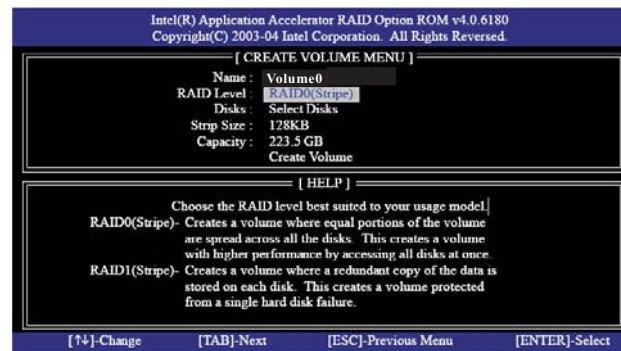 Intel(R) Application Accelerator RAID Option ROM v4.0.6180
Copyright(C) 2003-04 Intel Corporation. All Rights Reversed.
[ CREATE VOLUME MENU ]
Name : Volume0
RAID Level : RAID0(Stripe)
Disks : Select Disks
Strip Size : 128KB
Capacity : 223.5 GB
Create Volume
[ HELP ]
Choose the RAID level best suited to your usage model.
RAID0(Stripe)- Creates a volume where equal portions of the volume
are spread across all the disks. This creates a volume
with higher performance by accessing all disks at once.
RAID1(Stripe)- Creates a volume where a redundant copy of the data is
stored on each disk. This creates a volume protected
from a single hard disk failure.
[↑↓]-Change [TAB]-Next [ESC]-Previous Menu [ENTER]-Select